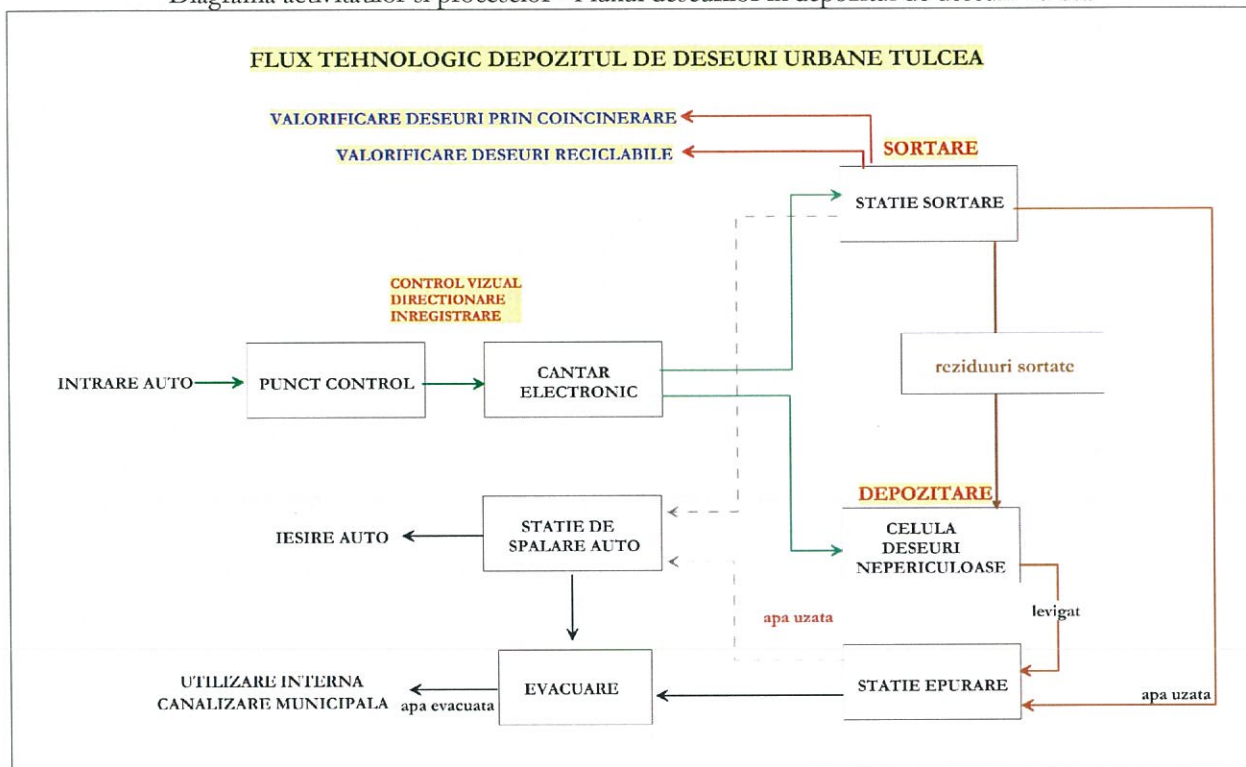 FLUX TEHNOLOGIC DEPOZITUL DE DESEURI URBANE TULCEA
VALORIFICARE DESEURI PRIN COINCINERARE
VALORIFICARE DESEURI RECICLABILE
SORTARE
STATIE SORTARE
CONTROL VIZUAL
DIRECTIONARE
INREGISTRARE
INTRARE AUTO
PUNCT CONTROL
CANTAR
ELECTRONIC
reziduuri sortate
DEPOZITARE
IESIRE AUTO
STATIE DE
SPALARE AUTO
CELULA
DESEURI
NEPERICULOASE
apa uzata
levigat
UTILIZARE INTERNA
CANALIZARE MUNICIPALA
apa evacuata
EVACUARE
STATIE EPURARE
apa uzata